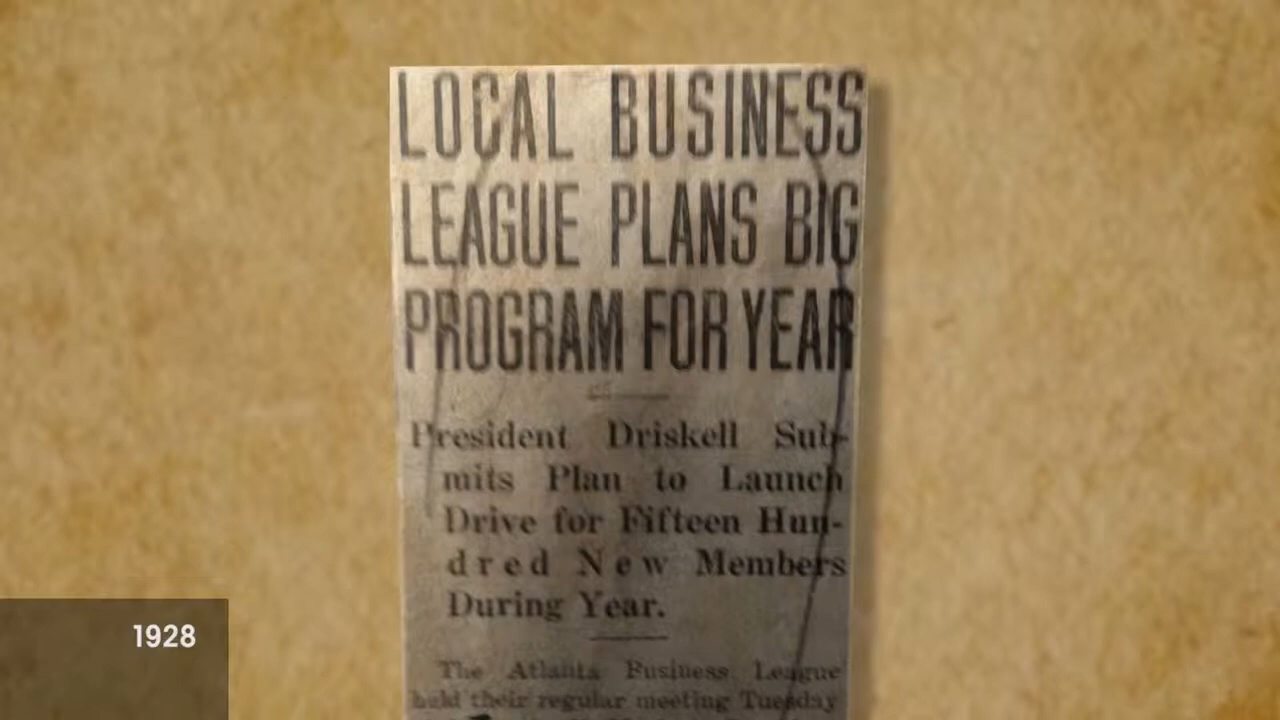 LOCAL BUSINESS
LEAGUE PLANS BIG
PROGRAM FOR YEAR
President Driskell Sub-
mits Plan to Launch
Drive for Fifteen Hun-
dred New Members
During Year.
The Atlanta Business League
held their regular meeting Tuesday
1928